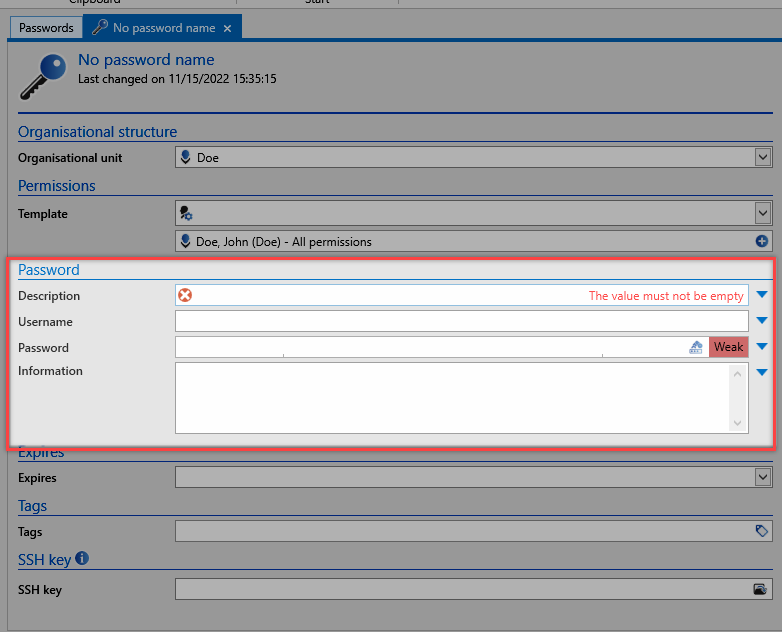 Clipboard Start
Passwords No password name
No password name
Last changed on 11/15/2022 15:35:15
Organisational structure
Organisational unit Doe
Permissions
Template
Doe, John (Doe) - All permissions
Password
Description The value must not be empty
Username
Password Weak
Information
Expires
Expires
Tags
Tags
SSH key
SSH key